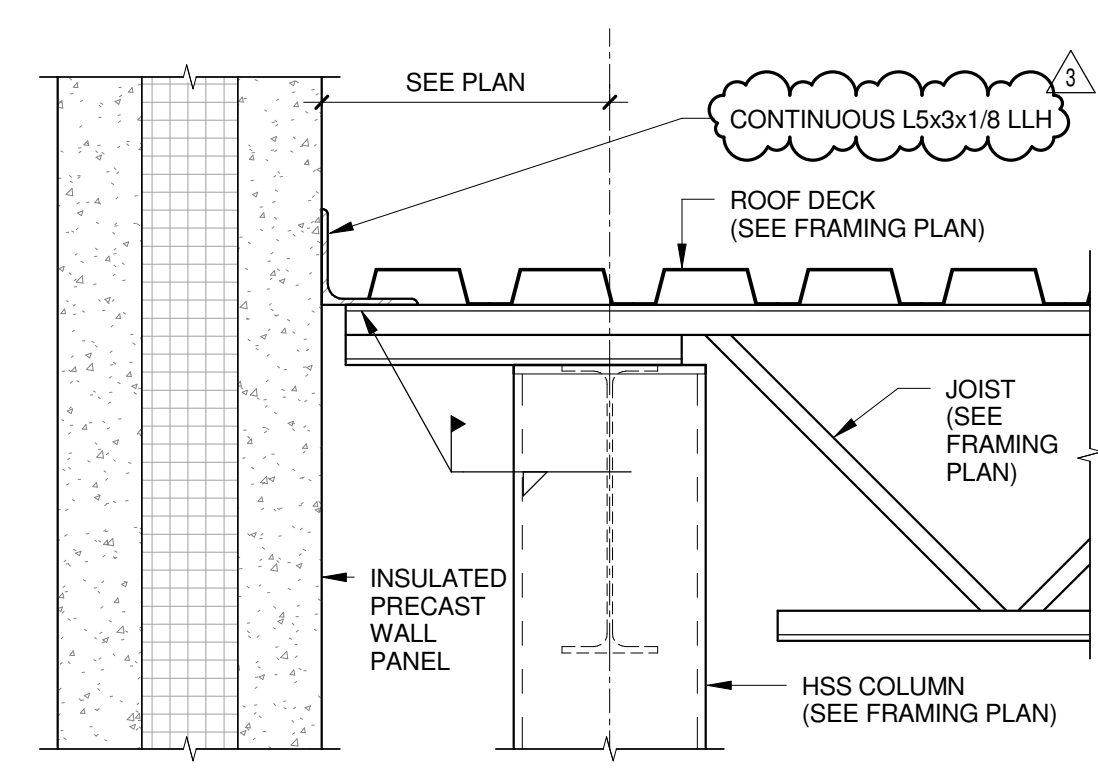 SEE PLAN
3
CONTINUOUS L5x3x1/8 LLH
ROOF DECK
(SEE FRAMING PLAN)
JOIST
(SEE
FRAMING
PLAN)
INSULATED
PRECAST
WALL
PANEL
HSS COLUMN
(SEE FRAMING PLAN)